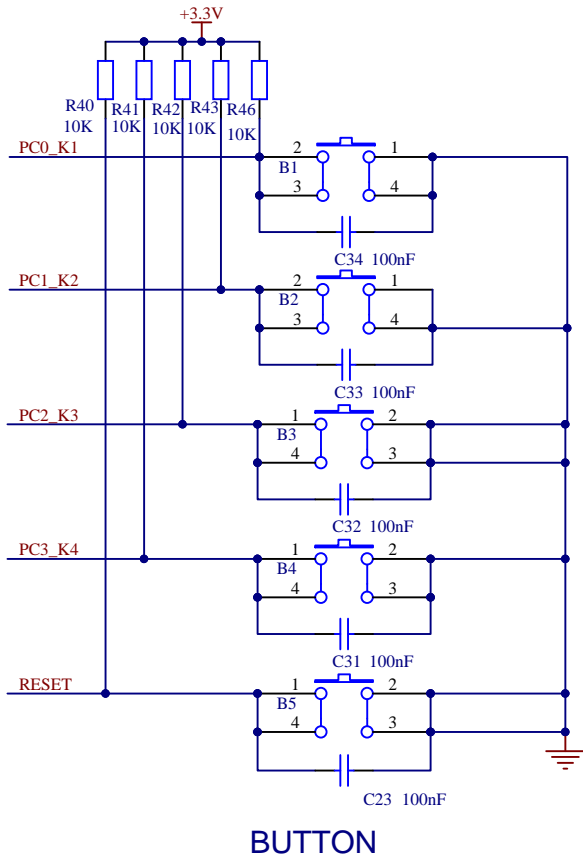 +3.3V
R40 R41 R42 R43 R46
10K 10K 10K 10K 10K
PC0_K1
2 1
B1
3 4
C34 100nF
PC1_K2
2 1
B2
3 4
C33 100nF
PC2_K3
1 2
B3
4 3
C32 100nF
PC3_K4
1 2
B4
4 3
C31 100nF
RESET
1 2
B5
4 3
C23 100nF
BUTTON